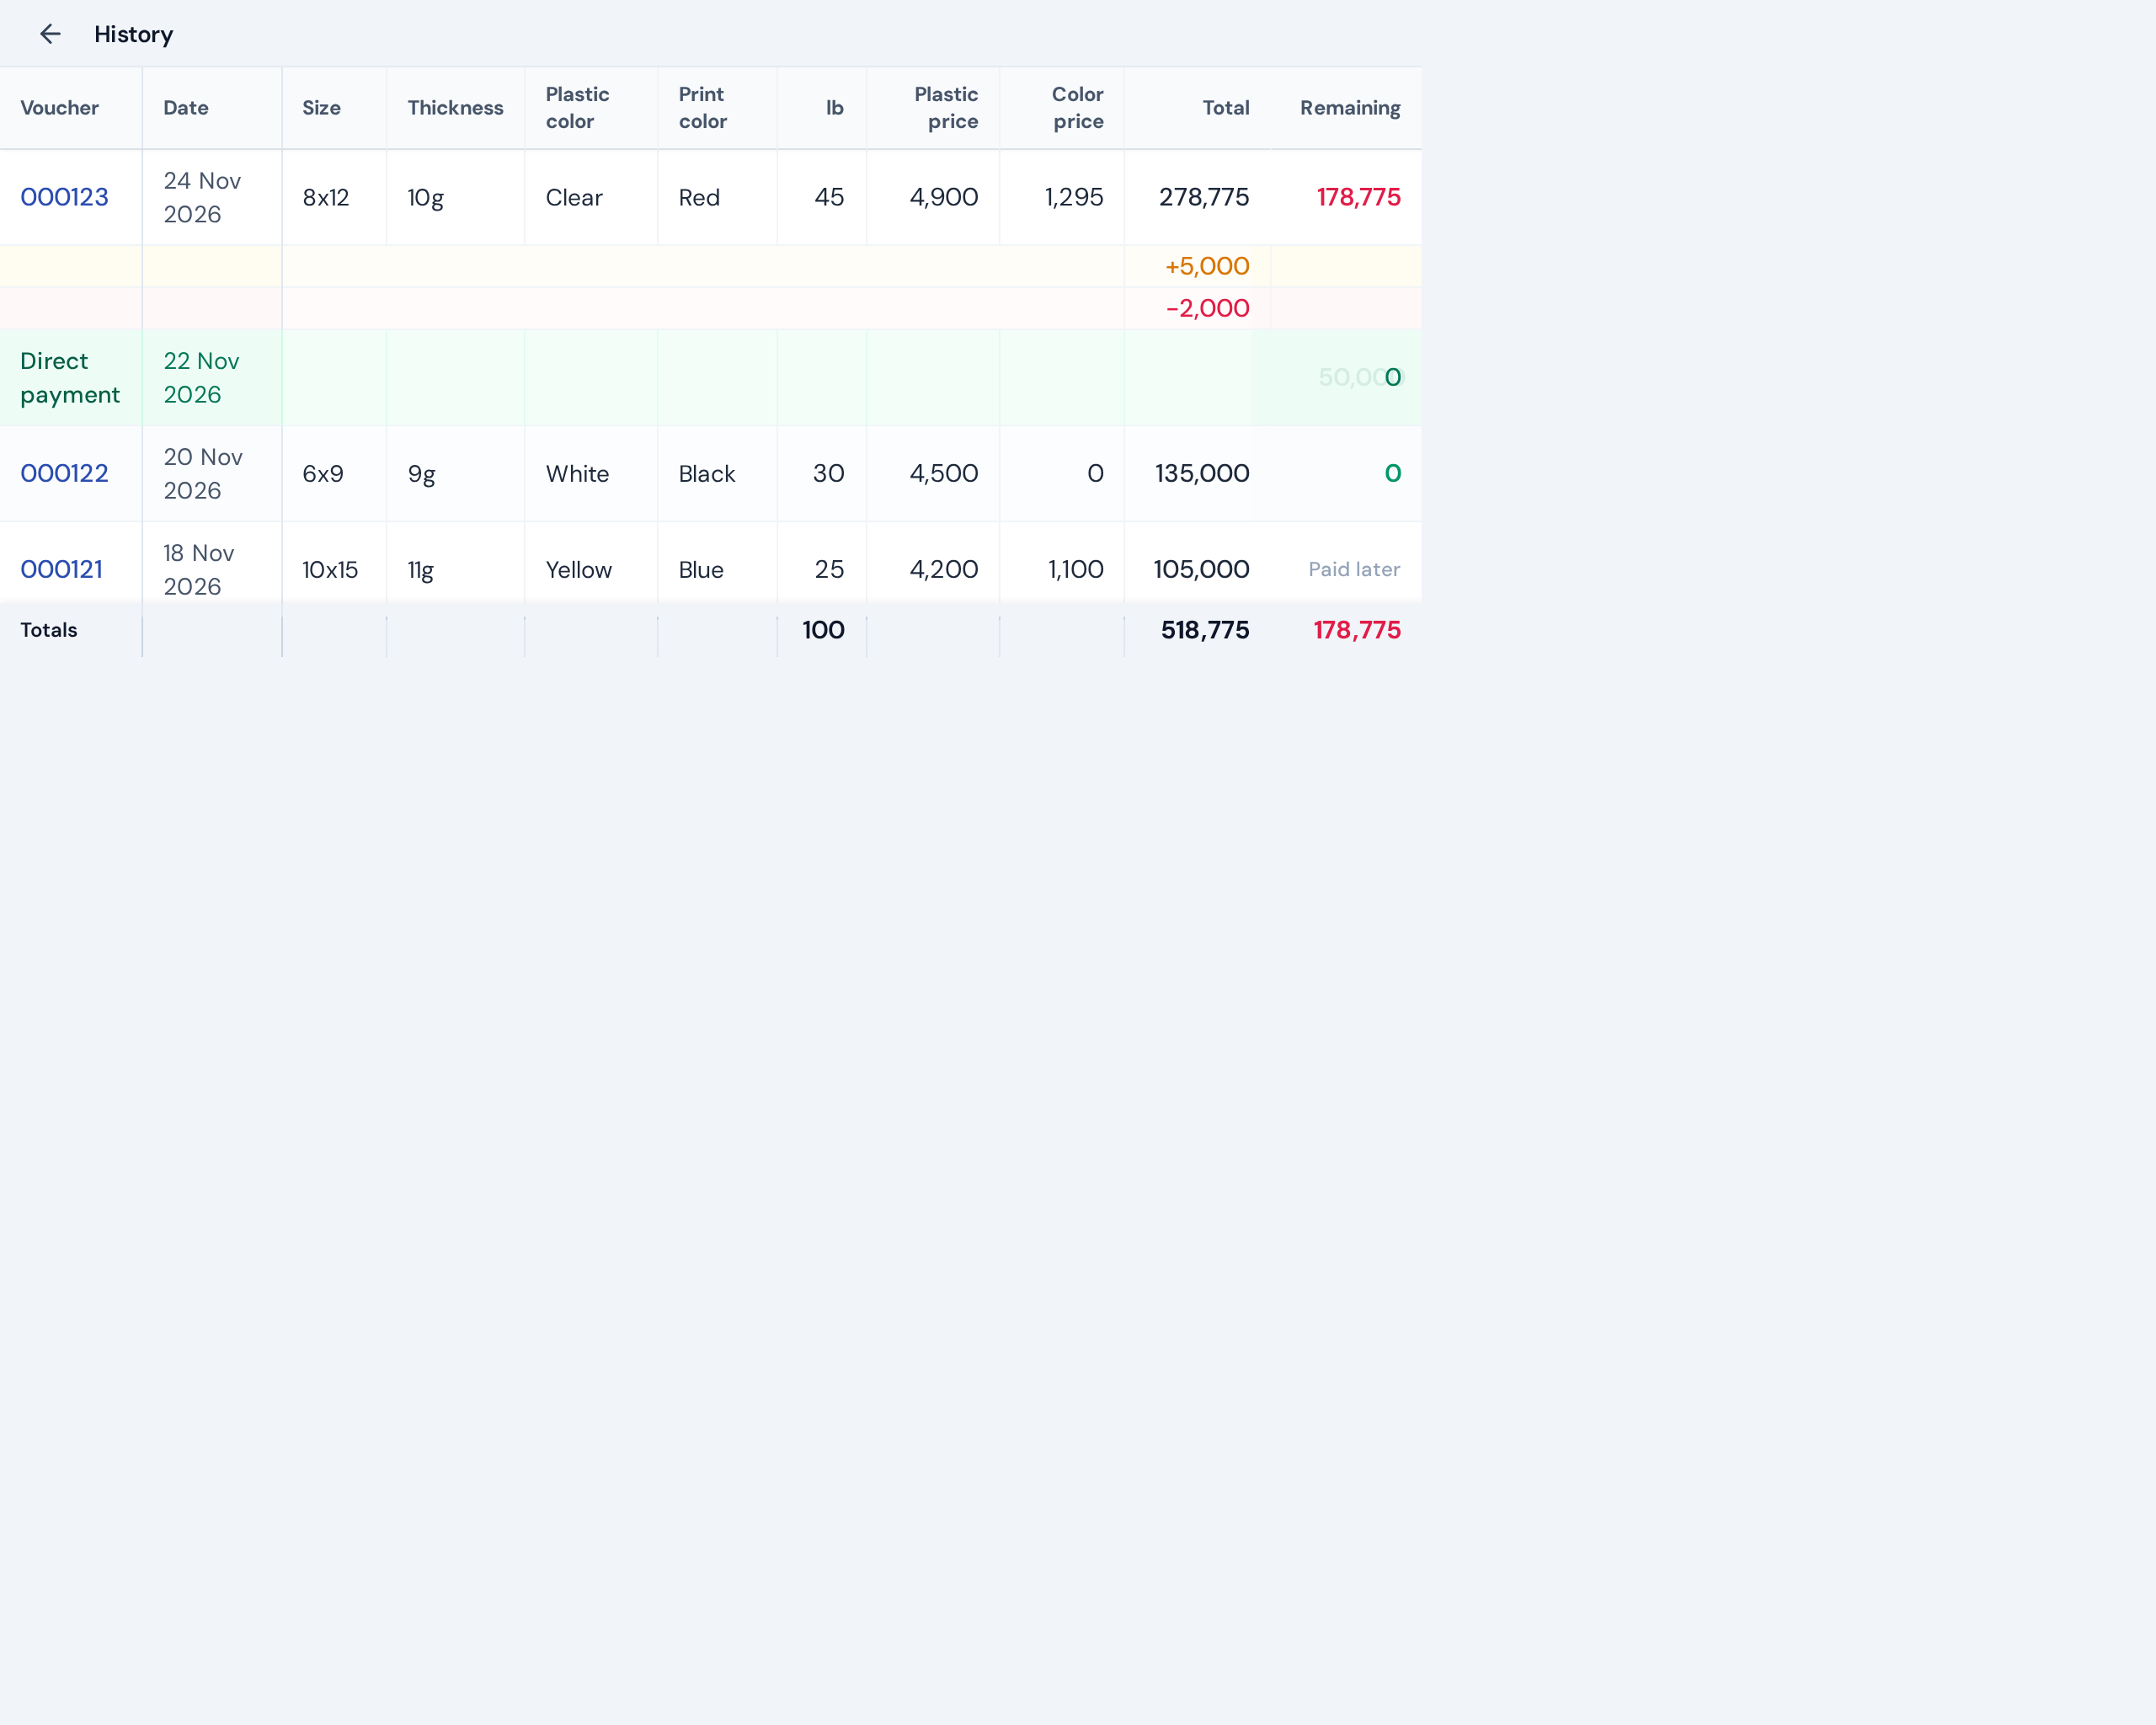 History
Voucher Date Size Thickness Plastic color Print color lb Plastic price Color price Total Remaining
000123 24 Nov 2026 8x12 10g Clear Red 45 4,900 1,295 278,775 178,775
+5,000
-2,000
Direct payment 22 Nov 2026 50,000 0
000122 20 Nov 2026 6x9 9g White Black 30 4,500 0 135,000 0
000121 18 Nov 2026 10x15 11g Yellow Blue 25 4,200 1,100 105,000 Paid later
Totals 100 518,775 178,775